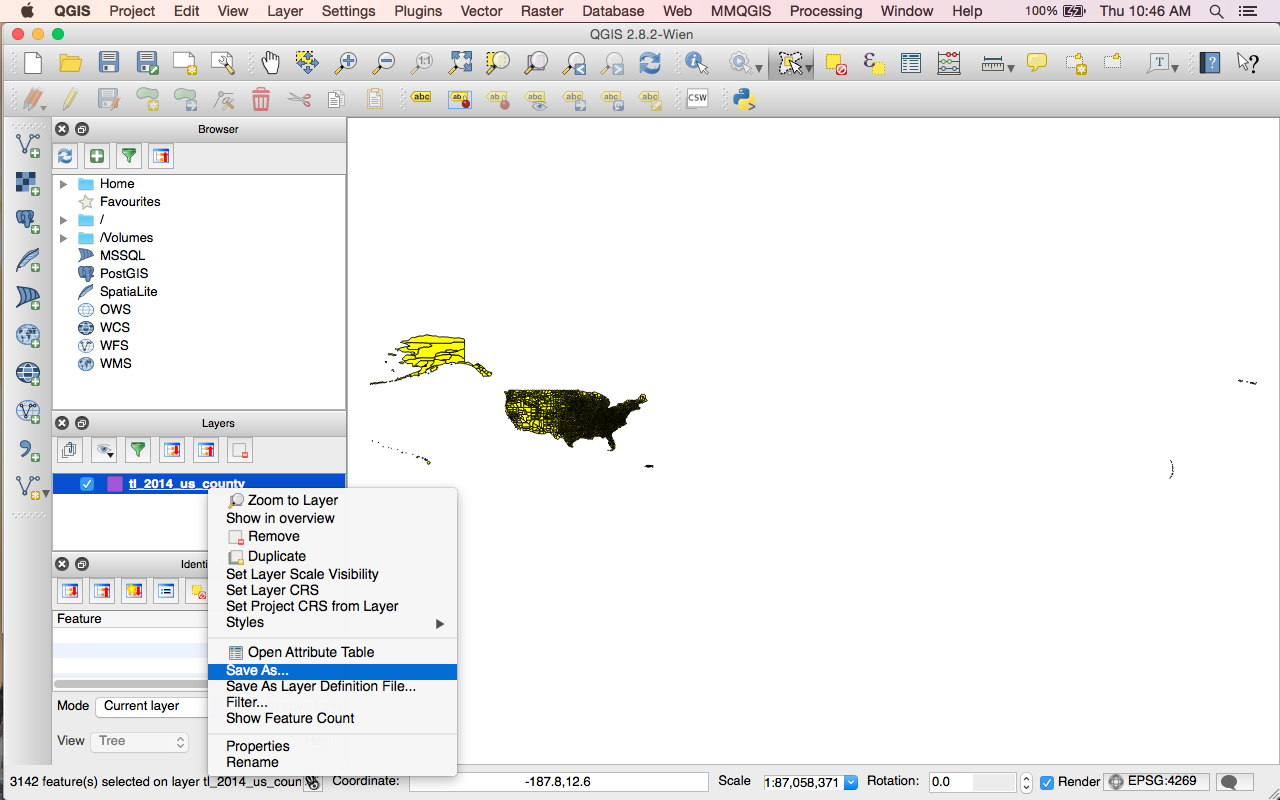 QGIS Project Edit View Layer Settings Plugins Vector Raster Database Web MMQGIS Processing Window Help 100% Thu 10:46 AM
QGIS 2.8.2-Wien
1:1
T
?
?
abc
ab
ab
abc
abc
abc
abc
CSW
Browser
Home
Favourites
/
/Volumes
MSSQL
PostGIS
SpatiaLite
OWS
WCS
WFS
WMS
Layers
tl_2014_us_county
Zoom to Layer
Show in overview
Remove
Duplicate
Set Layer Scale Visibility
Set Layer CRS
Set Project CRS from Layer
Styles
Open Attribute Table
Save As...
Save As Layer Definition File...
Filter...
Show Feature Count
Properties
Rename
Identi
Feature
Mode Current layer
View Tree
3142 feature(s) selected on layer tl_2014_us_coun Coordinate: -187.8,12.6 Scale 1:87,058,371 Rotation: 0.0 Render EPSG:4269